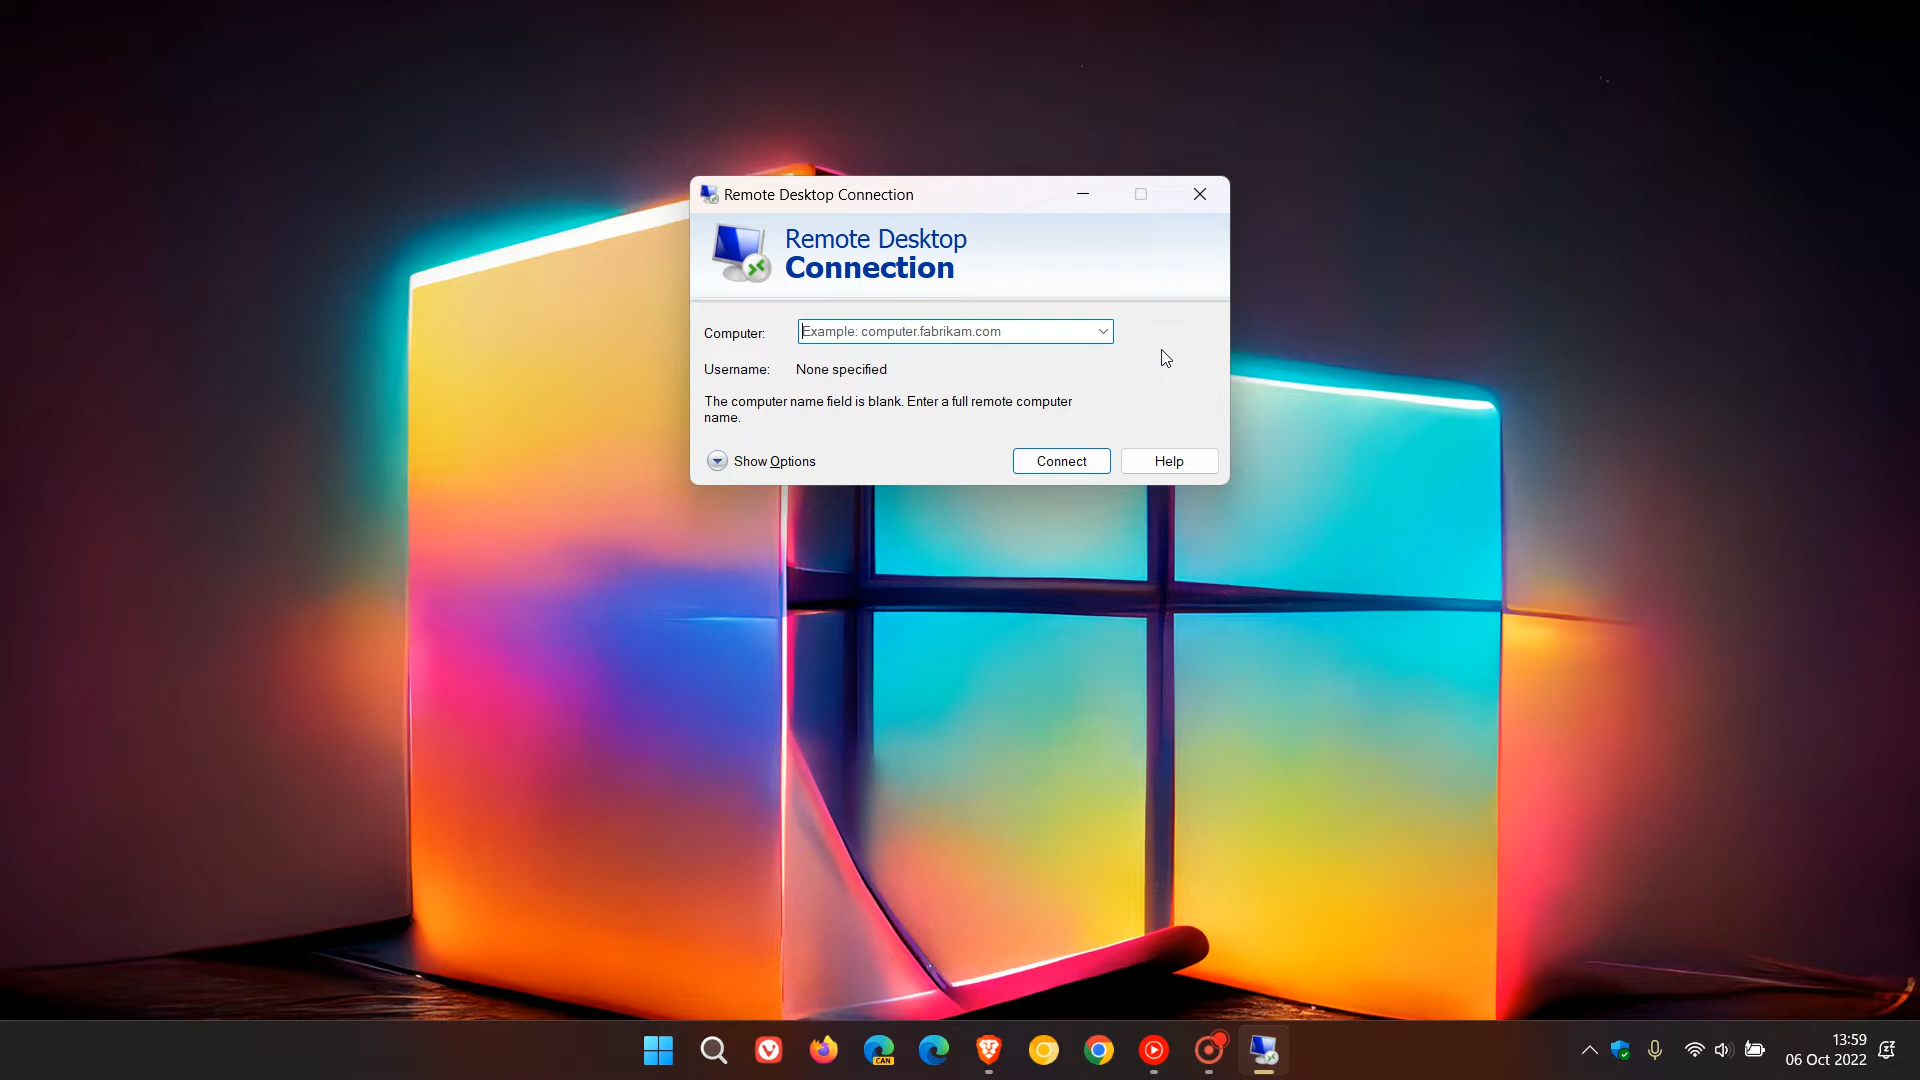 Remote Desktop Connection
Remote Desktop
Connection
Computer:
Example: computer.fabrikam.com
Username:
None specified
The computer name field is blank. Enter a full remote computer
name.
Show Options
Connect
Help
CAN
13:59
06 Oct 2022